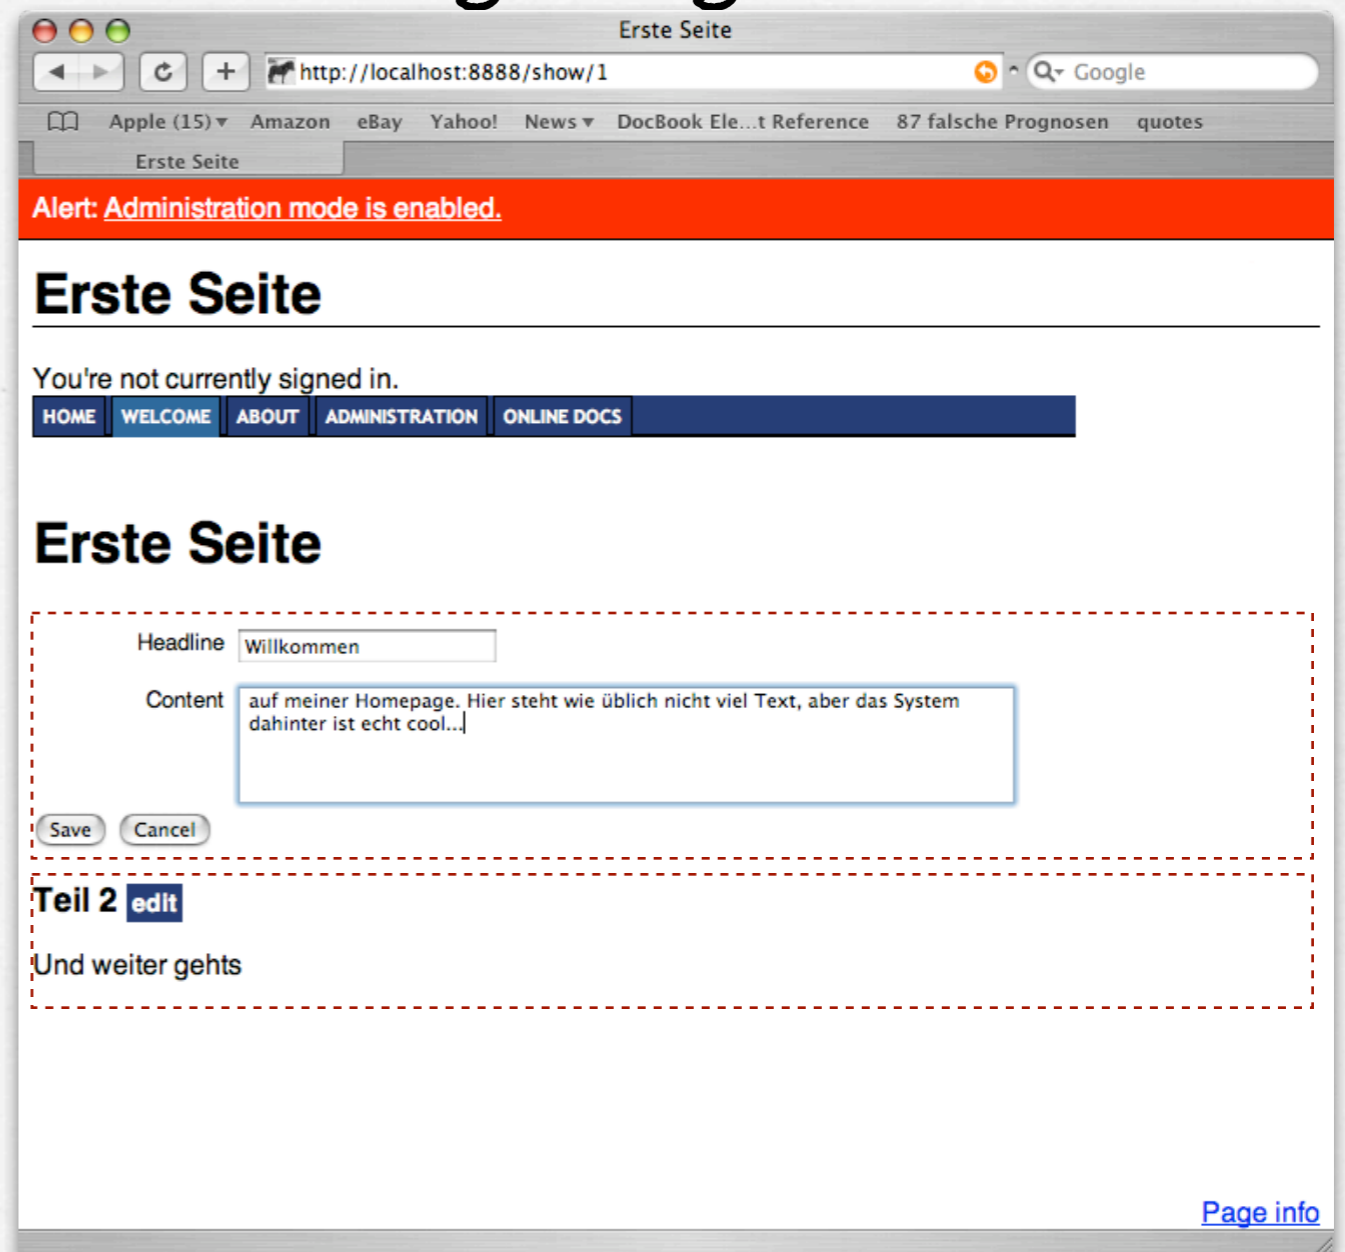 Erste Seite
http://localhost:8888/show/1
Google
Apple (15) Amazon eBay Yahoo! News DocBook Ele...t Reference 87 falsche Prognosen quotes
Erste Seite
Alert: Administration mode is enabled.
Erste Seite
You're not currently signed in.
HOME WELCOME ABOUT ADMINISTRATION ONLINE DOCS
Erste Seite
Headline Willkommen
Content auf meiner Homepage. Hier steht wie üblich nicht viel Text, aber das System
dahinter ist echt cool...
Save Cancel
Teil 2 edit
Und weiter gehts
Page info